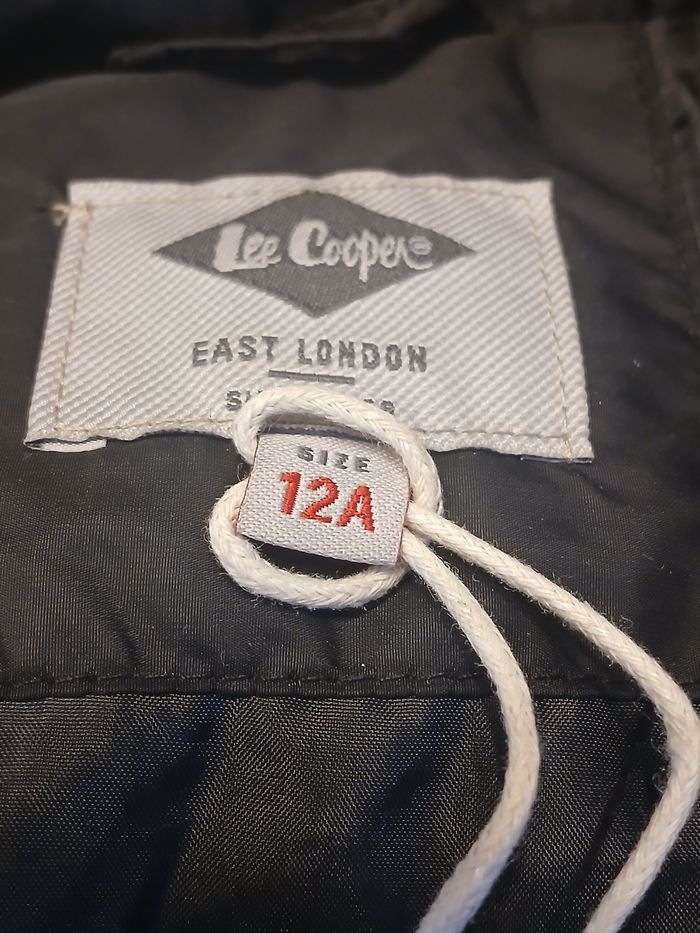 Lee Cooper®
EAST LONDON
SIZE
12A